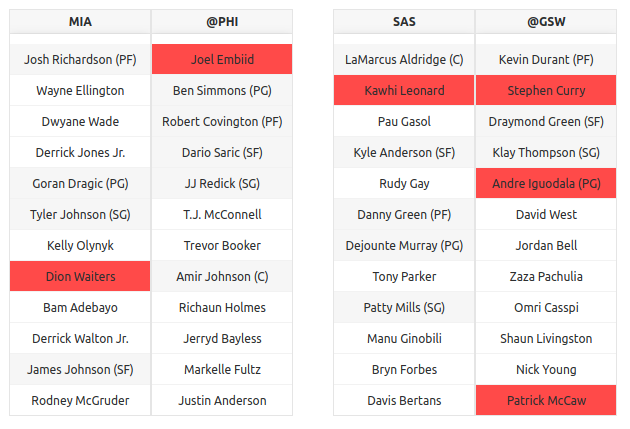 MIA @PHI
Josh Richardson (PF) Joel Embiid
Wayne Ellington Ben Simmons (PG)
Dwyane Wade Robert Covington (PF)
Derrick Jones Jr. Dario Saric (SF)
Goran Dragic (PG) JJ Redick (SG)
Tyler Johnson (SG) T.J. McConnell
Kelly Olynyk Trevor Booker
Dion Waiters Amir Johnson (C)
Bam Adebayo Richaun Holmes
Derrick Walton Jr. Jerryd Bayless
James Johnson (SF) Markelle Fultz
Rodney McGruder Justin Anderson
SAS @GSW
LaMarcus Aldridge (C) Kevin Durant (PF)
Kawhi Leonard Stephen Curry
Pau Gasol Draymond Green (SF)
Kyle Anderson (SF) Klay Thompson (SG)
Rudy Gay Andre Iguodala (PG)
Danny Green (PF) David West
Dejounte Murray (PG) Jordan Bell
Tony Parker Zaza Pachulia
Patty Mills (SG) Omri Casspi
Manu Ginobili Shaun Livingston
Bryn Forbes Nick Young
Davis Bertans Patrick McCaw